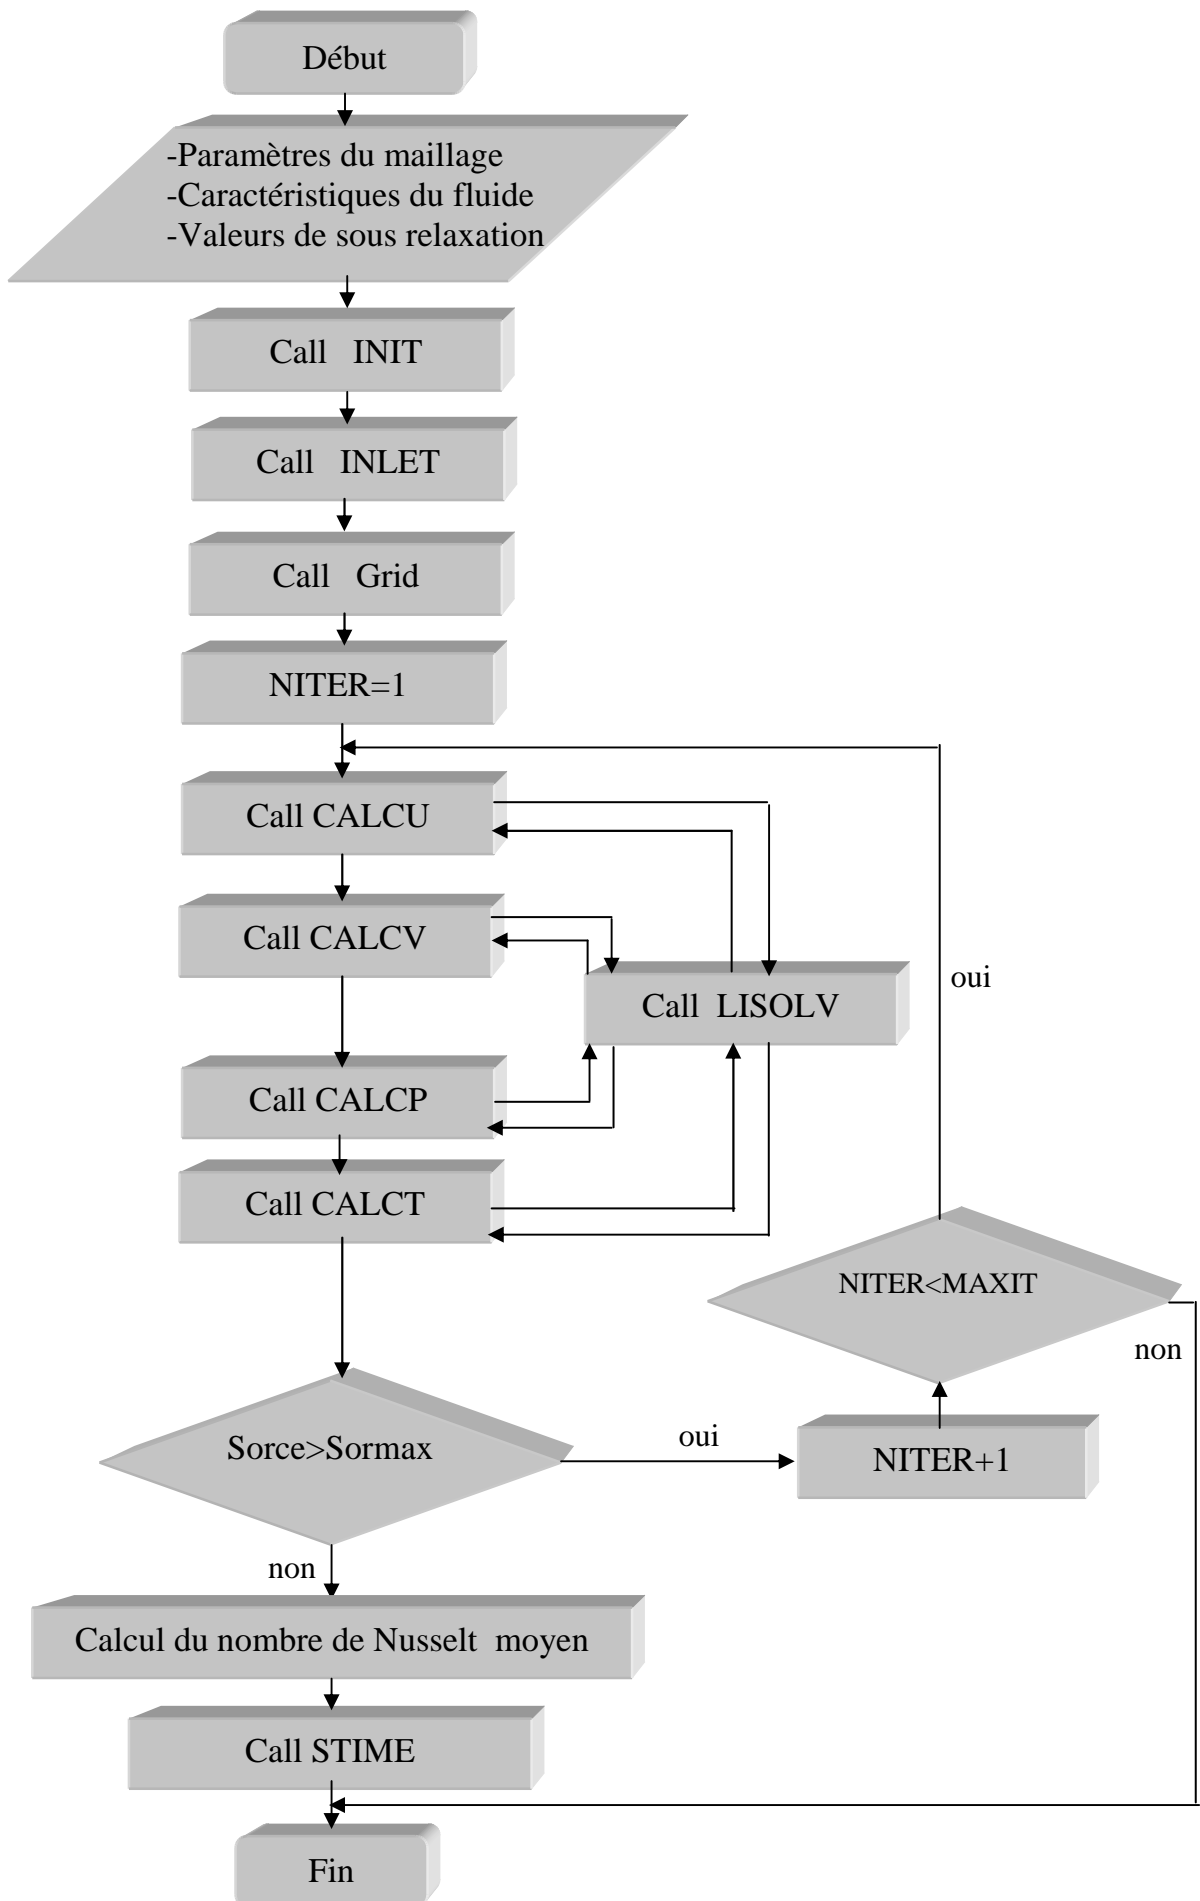 Début
-Paramètres du maillage
-Caractéristiques du fluide
-Valeurs de sous relaxation
Call INIT
Call INLET
Call Grid
NITER=1
Call CALCU
Call CALCV
oui
Call LISOLV
Call CALCP
Call CALCT
NITER<MAXIT
non
Sorce>Sormax
oui
NITER+1
non
Calcul du nombre de Nusselt moyen
Call STIME
Fin